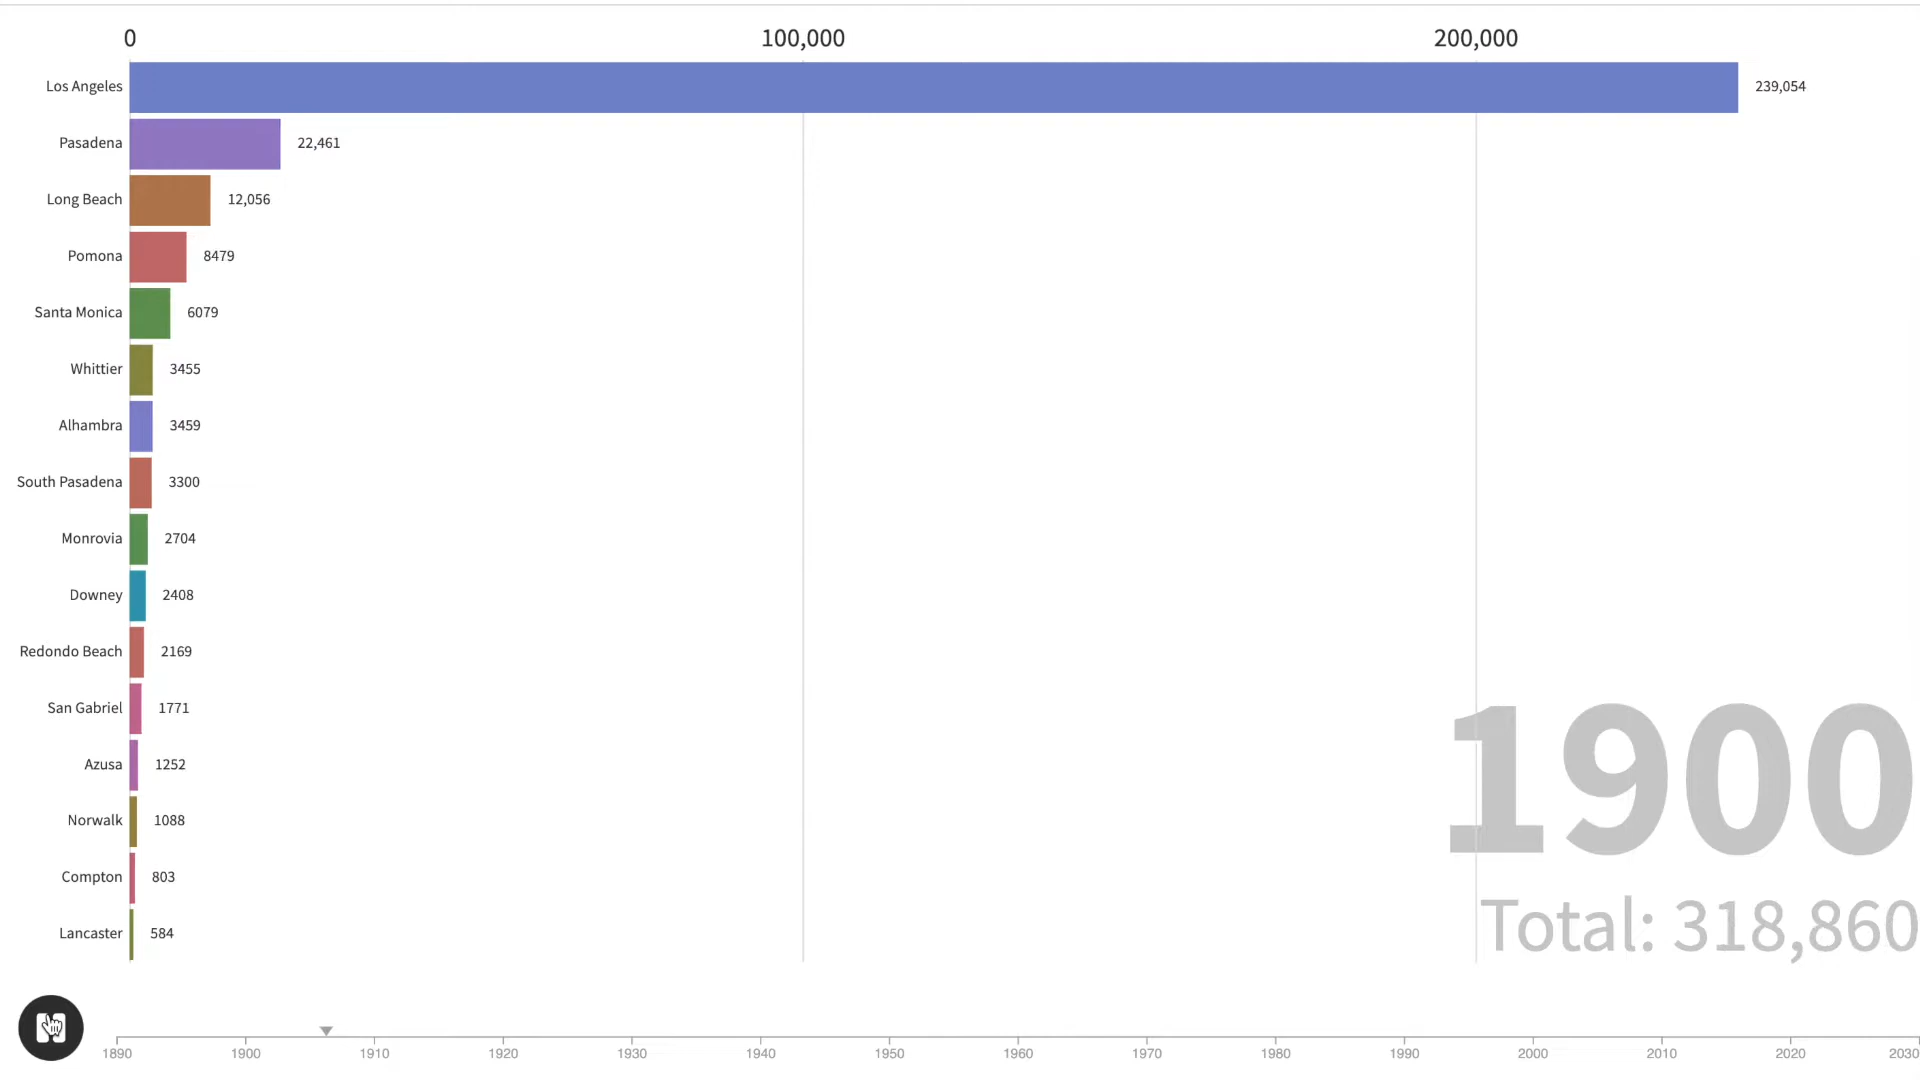 0 100,000 200,000
Los Angeles 239,054
Pasadena 22,461
Long Beach 12,056
Pomona 8479
Santa Monica 6079
Whittier 3455
Alhambra 3459
South Pasadena 3300
Monrovia 2704
Downey 2408
Redondo Beach 2169
San Gabriel 1771
Azusa 1252
Norwalk 1088
Compton 803
Lancaster 584
1900
Total: 318,860
1890 1900 1910 1920 1930 1940 1950 1960 1970 1980 1990 2000 2010 2020 2030